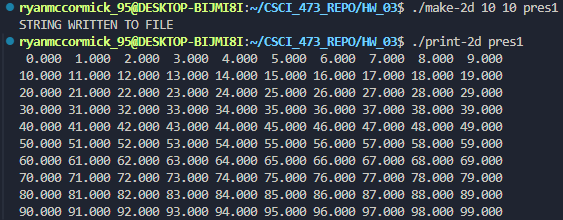 ryanmccormick_95@DESKTOP-BIJMI8I:~/CSCI_473_REPO/HW_03$ ./make-2d 10 10 pres1
STRING WRITTEN TO FILE
ryanmccormick_95@DESKTOP-BIJMI8I:~/CSCI_473_REPO/HW_03$ ./print-2d pres1
0.000 1.000 2.000 3.000 4.000 5.000 6.000 7.000 8.000 9.000
10.000 11.000 12.000 13.000 14.000 15.000 16.000 17.000 18.000 19.000
20.000 21.000 22.000 23.000 24.000 25.000 26.000 27.000 28.000 29.000
30.000 31.000 32.000 33.000 34.000 35.000 36.000 37.000 38.000 39.000
40.000 41.000 42.000 43.000 44.000 45.000 46.000 47.000 48.000 49.000
50.000 51.000 52.000 53.000 54.000 55.000 56.000 57.000 58.000 59.000
60.000 61.000 62.000 63.000 64.000 65.000 66.000 67.000 68.000 69.000
70.000 71.000 72.000 73.000 74.000 75.000 76.000 77.000 78.000 79.000
80.000 81.000 82.000 83.000 84.000 85.000 86.000 87.000 88.000 89.000
90.000 91.000 92.000 93.000 94.000 95.000 96.000 97.000 98.000 99.000